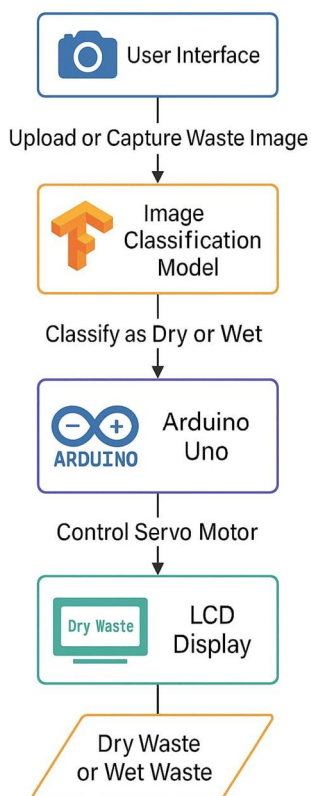 User Interface
Upload or Capture Waste Image
Image
Classification
Model
Classify as Dry or Wet
Arduino
Uno
ARDUINO
Control Servo Motor
Dry Waste
LCD
Display
Dry Waste
or Wet Waste